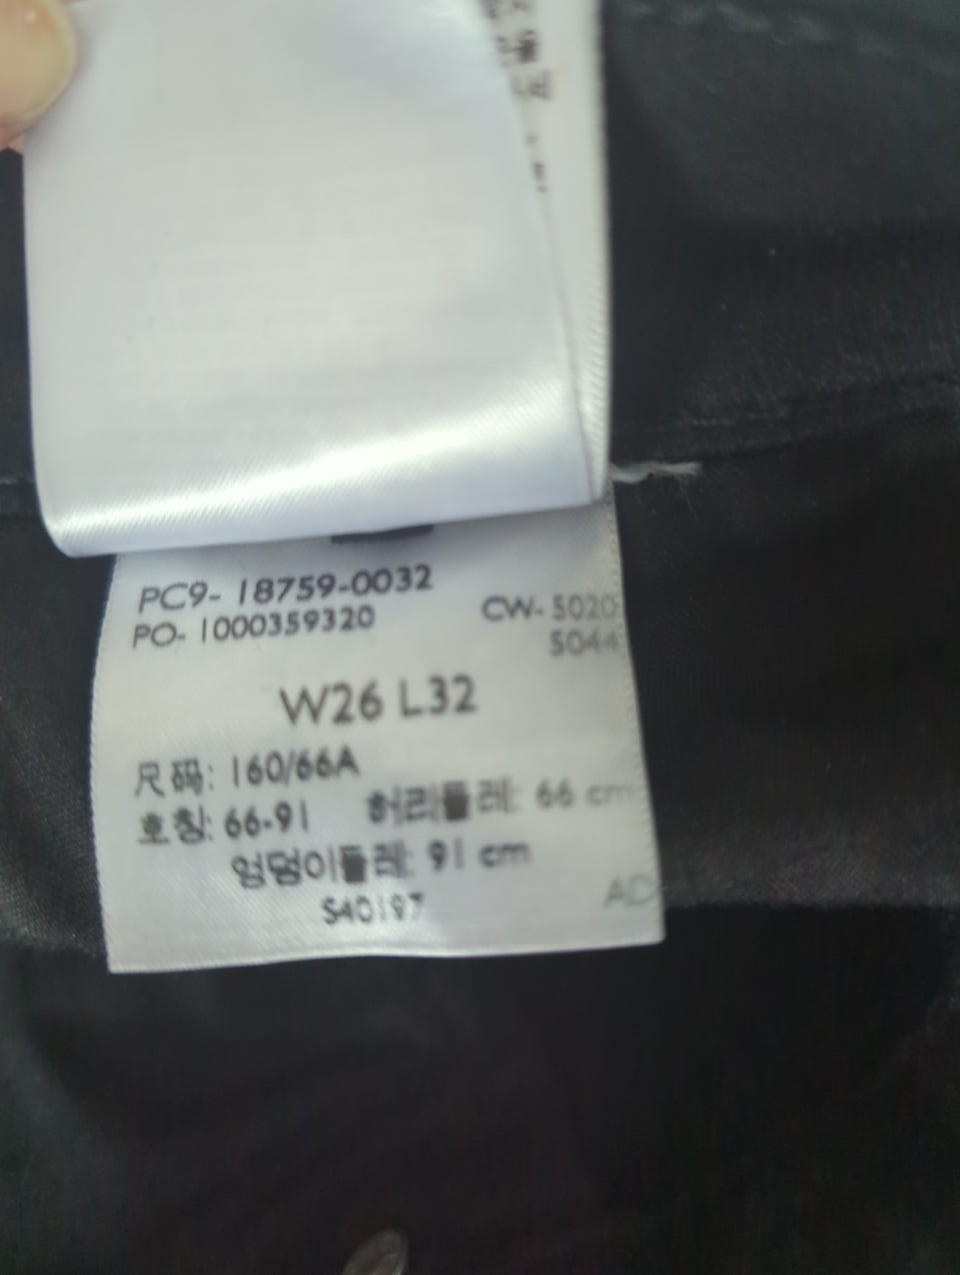 PC9- 18759-0032
PO- 1000359320 CW- 5020
5044
W26 L32
尺码: 160/66A
호칭: 66-91 허리둘레: 66 cm
엉덩이둘레: 91 cm
S40197